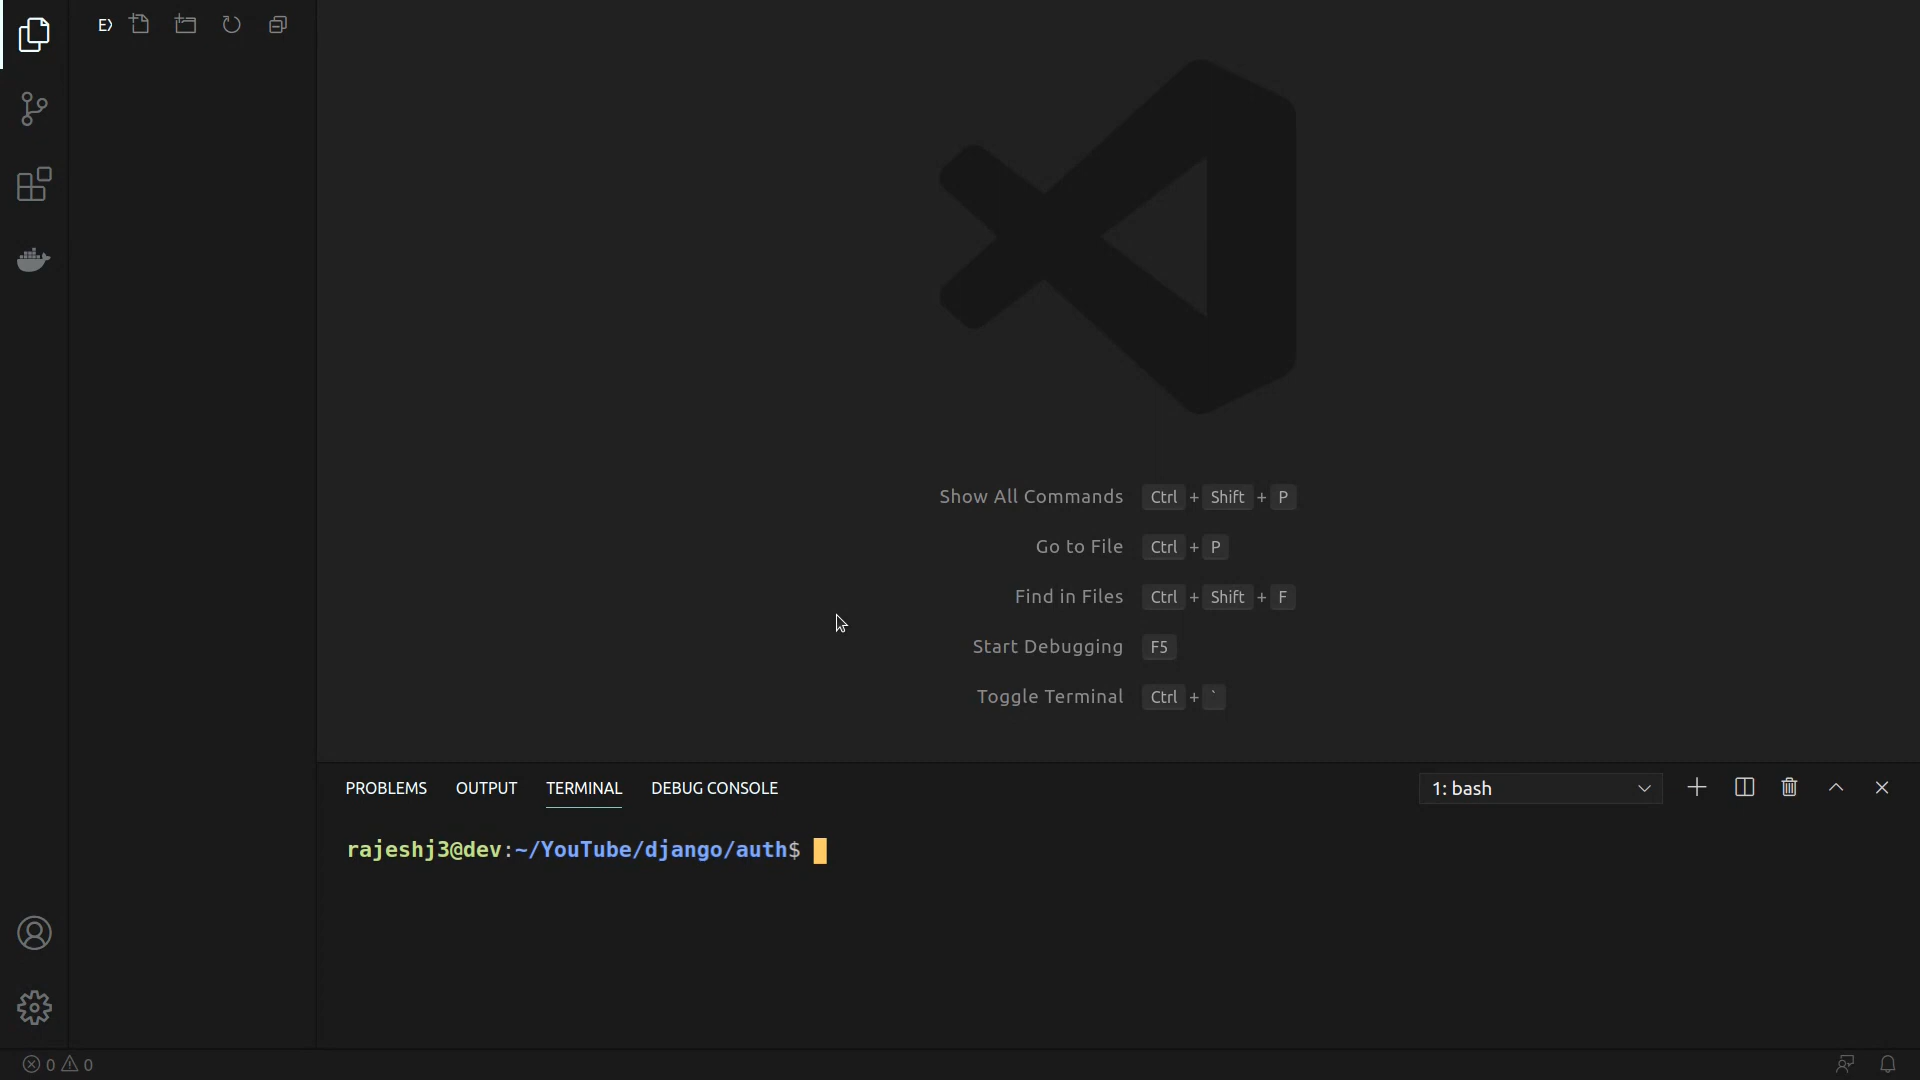 EX
Show All Commands Ctrl + Shift + P
Go to File Ctrl + P
Find in Files Ctrl + Shift + F
Start Debugging F5
Toggle Terminal Ctrl + `
PROBLEMS OUTPUT TERMINAL DEBUG CONSOLE 1: bash
rajeshj3@dev:~/YouTube/django/auth$
0 0